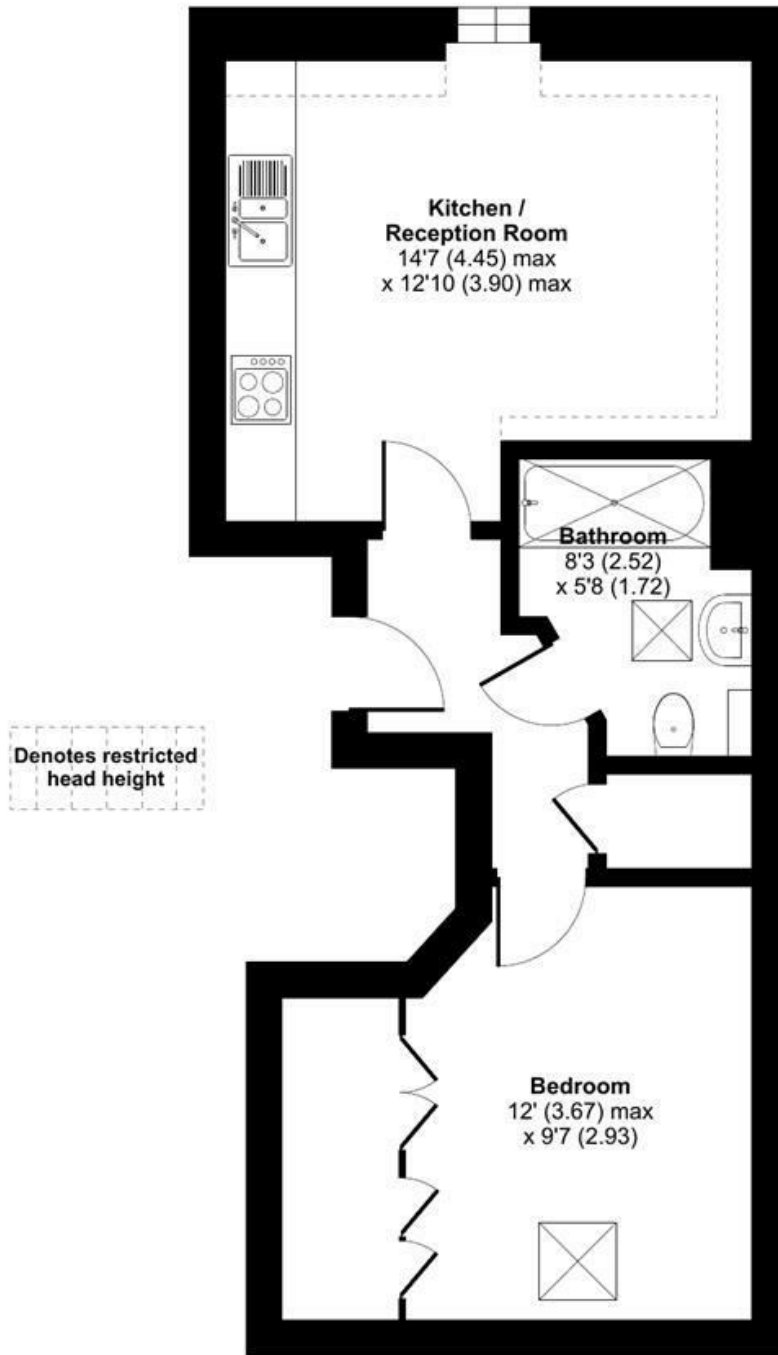 Kitchen /
Reception Room
14'7 (4.45) max
x 12'10 (3.90) max
Bathroom
8'3 (2.52)
x 5'8 (1.72)
Denotes restricted
head height
Bedroom
12' (3.67) max
x 9'7 (2.93)